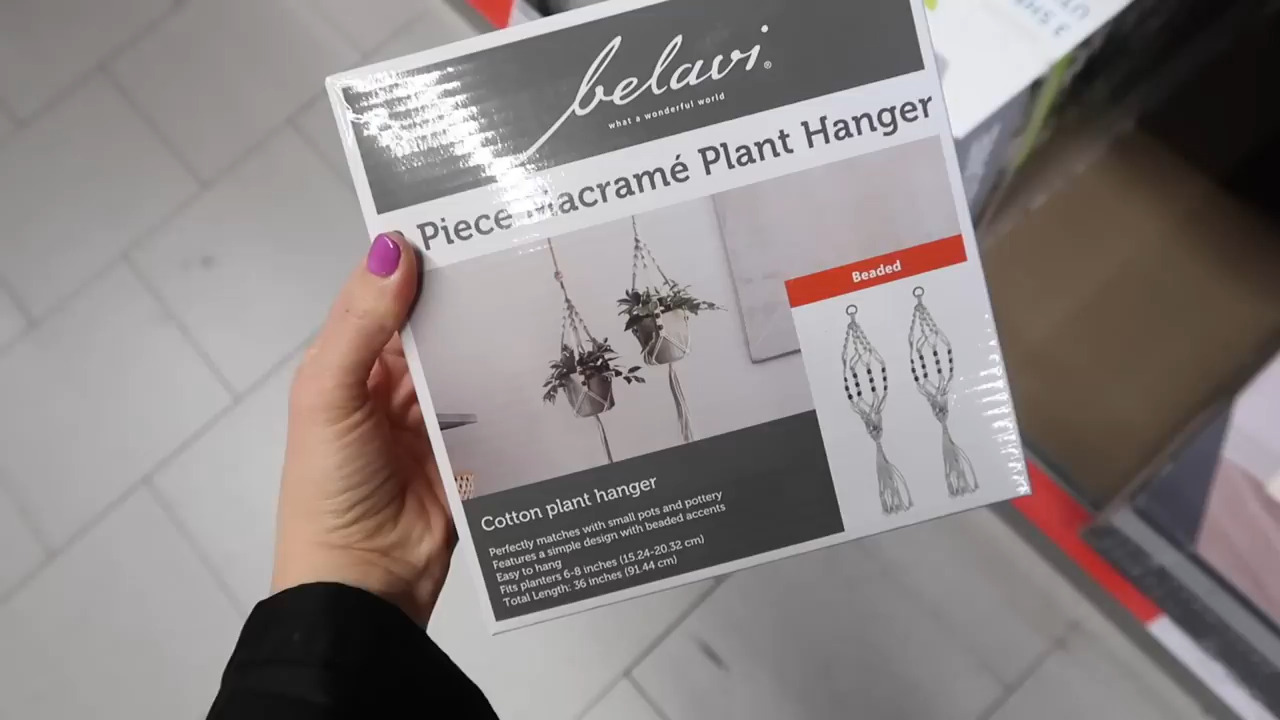 belavi®
what a wonderful world
Piece Macramé Plant Hanger
Beaded
Cotton plant hanger
Perfectly matches with small pots and pottery
Features a simple design with beaded accents
Easy to hang
Fits planters 6-8 inches (15.24-20.32 cm)
Total Length: 36 inches (91.44 cm)